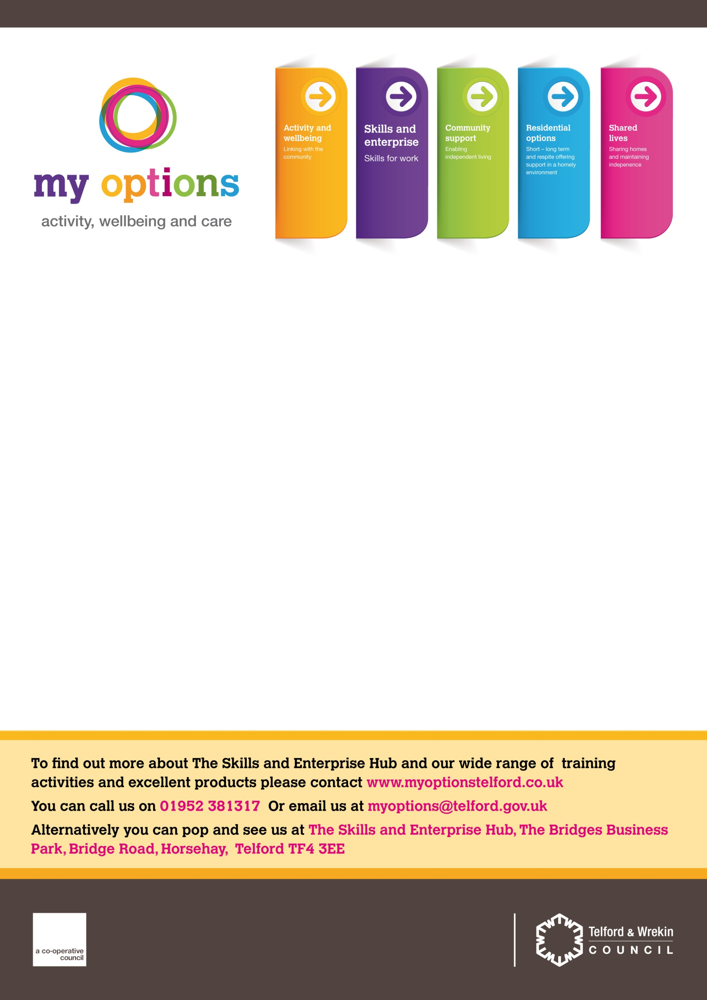 my options
activity, wellbeing and care
Activity and
wellbeing
Linking with the
community
Skills and
enterprise
Skills for work
Community
support
Enabling
independent living
Residential
options
Short – long term
and respite offering
support in a homely
environment
Shared
lives
Sharing homes
and maintaining
indepenence
To find out more about The Skills and Enterprise Hub and our wide range of  training
activities and excellent products please contact www.myoptionstelford.co.uk
You can call us on 01952 381317  Or email us at myoptions@telford.gov.uk
Alternatively you can pop and see us at The Skills and Enterprise Hub, The Bridges Business
Park, Bridge Road, Horsehay,  Telford TF4 3EE
a co-operative
council
Telford & Wrekin
COUNCIL